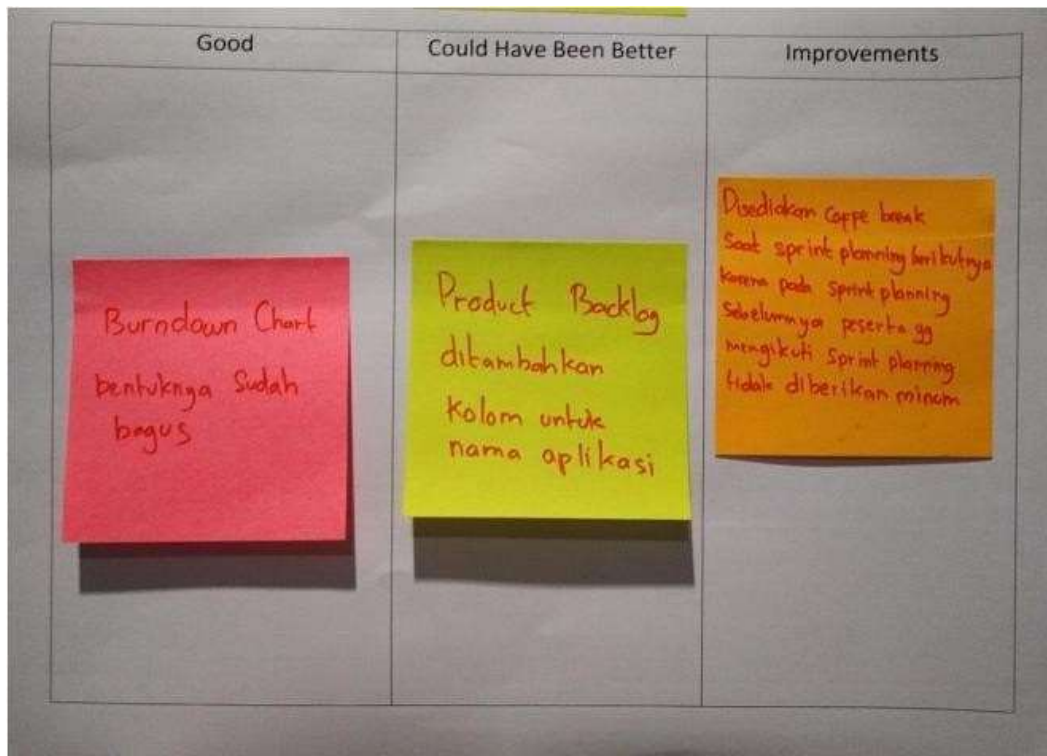 Good
Could Have Been Better
Improvements
Burndown Chart
bentuknya Sudah
bagus
Product Backlog
ditambahkan
kolom untuk
nama aplikasi
Disediakan Coppe break
Saat sprint planning berikutnya
karena pada sprint planning
Sebelumnya peserta yg
mengikuti Sprint planning
tidak diberikan minum